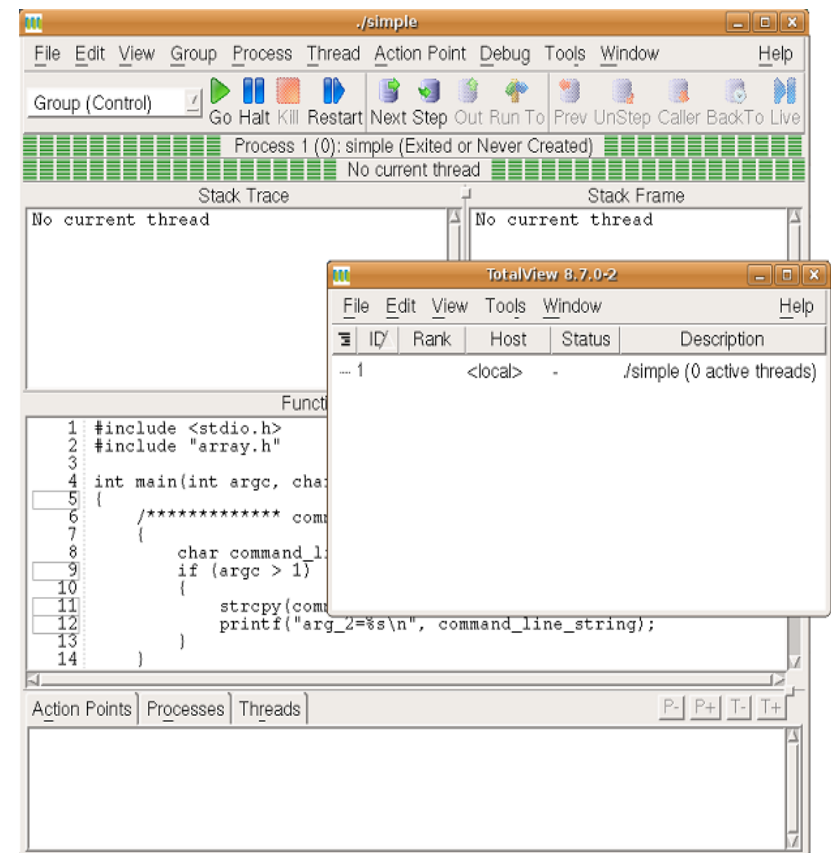 ./simple
File Edit View Group Process Thread Action Point Debug Tools Window Help
Group (Control)
Go Halt Kill Restart Next Step Out Run To Prev UnStep Caller BackTo Live
Process 1 (0): simple (Exited or Never Created)
No current thread
Stack Trace
Stack Frame
No current thread
No current thread
TotalView 8.7.0-2
File Edit View Tools Window Help
ID/ Rank Host Status Description
1 <local> - ./simple (0 active threads)
Functi
1 #include <stdio.h>
2 #include "array.h"
3
4 int main(int argc, cha
5 {
6 /************* com
7 {
8 char command_l
9 if (argc > 1)
10 {
11 strcpy(com
12 printf("arg_2=%s\n", command_line_string);
13 }
14 }
Action Points Processes Threads P- P+ T- T+